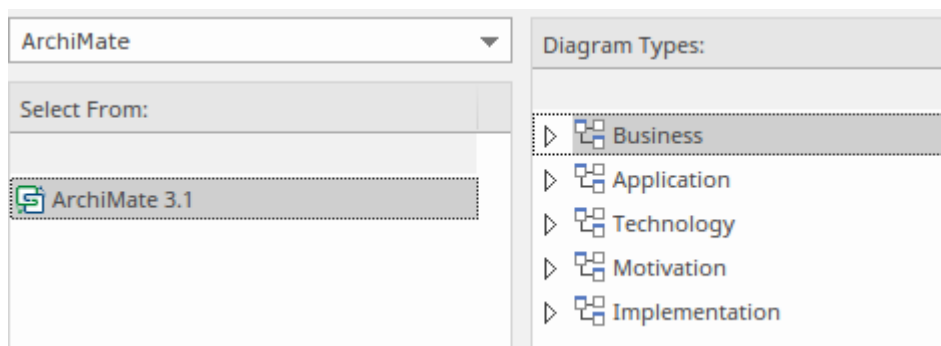 ArchiMate
Select From:
ArchiMate 3.1
Diagram Types:
Business
Application
Technology
Motivation
Implementation